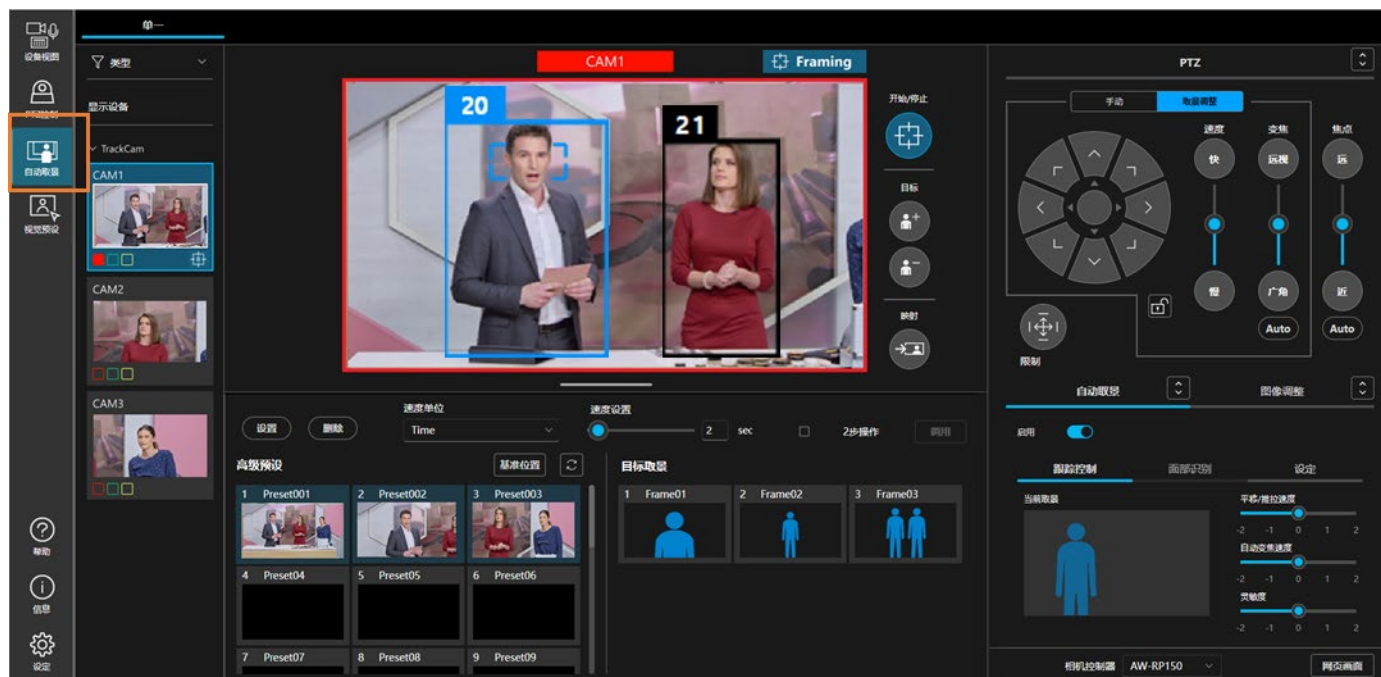 设备视图
自动取景
视觉预设
帮助
信息
设定
类型
显示设备
TrackCam
CAM1
CAM2
CAM3
CAM1
Framing
20
21
开始/停止
目标
映射
设置
删除
速度单位
Time
速度设置
2 sec
2步操作
调用
高级预设
基准位置
目标取景
1 Preset001
2 Preset002
3 Preset003
4 Preset04
5 Preset05
6 Preset06
7 Preset07
8 Preset08
9 Preset09
1 Frame01
2 Frame02
3 Frame03
PTZ
手动
取景调整
速度
变焦
焦点
快
远视
远
慢
广角
近
Auto
Auto
限制
自动取景
图像调整
启用
跟踪控制
面部识别
设定
当前取景
平移/推拉速度
-2 -1 0 1 2
自动变焦速度
-2 -1 0 1 2
灵敏度
-2 -1 0 1 2
相机控制器
AW-RP150
网页画面